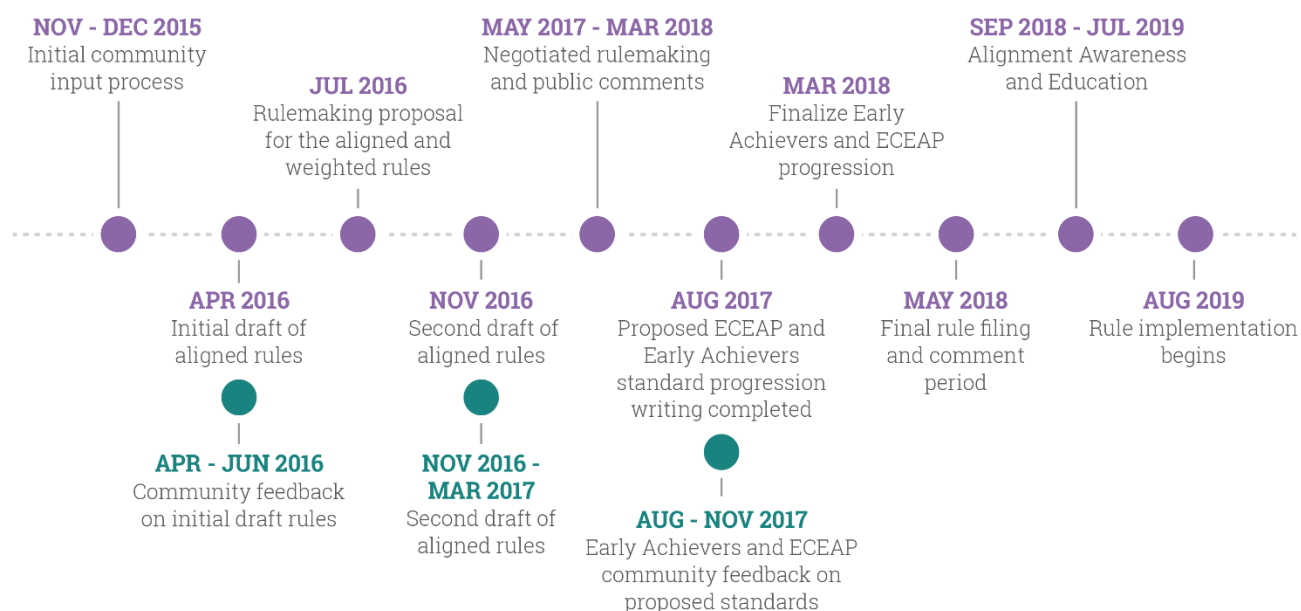 NOV - DEC 2015
Initial community
input process
APR 2016
Initial draft of
aligned rules
APR - JUN 2016
Community feedback
on initial draft rules
JUL 2016
Rulemaking proposal
for the aligned and
weighted rules
NOV 2016
Second draft of
aligned rules
NOV 2016 -
MAR 2017
Second draft of
aligned rules
MAY 2017 - MAR 2018
Negotiated rulemaking
and public comments
AUG 2017
Proposed ECEAP and
Early Achievers
standard progression
writing completed
AUG - NOV 2017
Early Achievers and ECEAP
community feedback on
proposed standards
MAR 2018
Finalize Early
Achievers and ECEAP
progression
MAY 2018
Final rule filing
and comment
period
SEP 2018 - JUL 2019
Alignment Awareness
and Education
AUG 2019
Rule implementation
begins